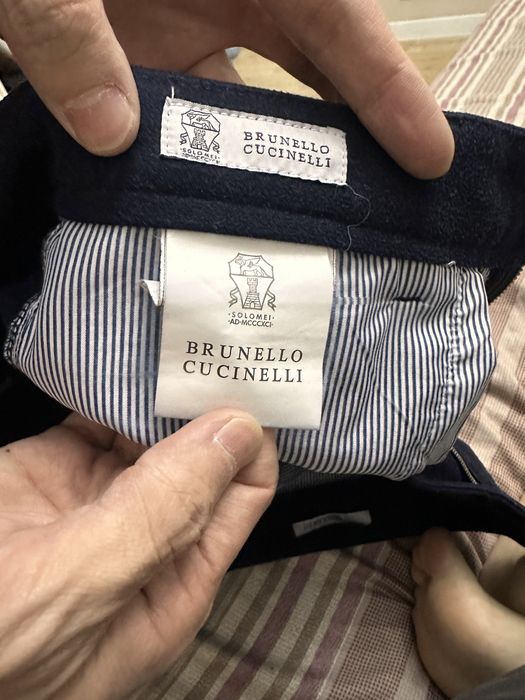 BRUNELLO
CUCINELLI
SOLOMEI
·SOLOMEI·
·AD·MCCCXCI·
BRUNELLO
CUCINELLI